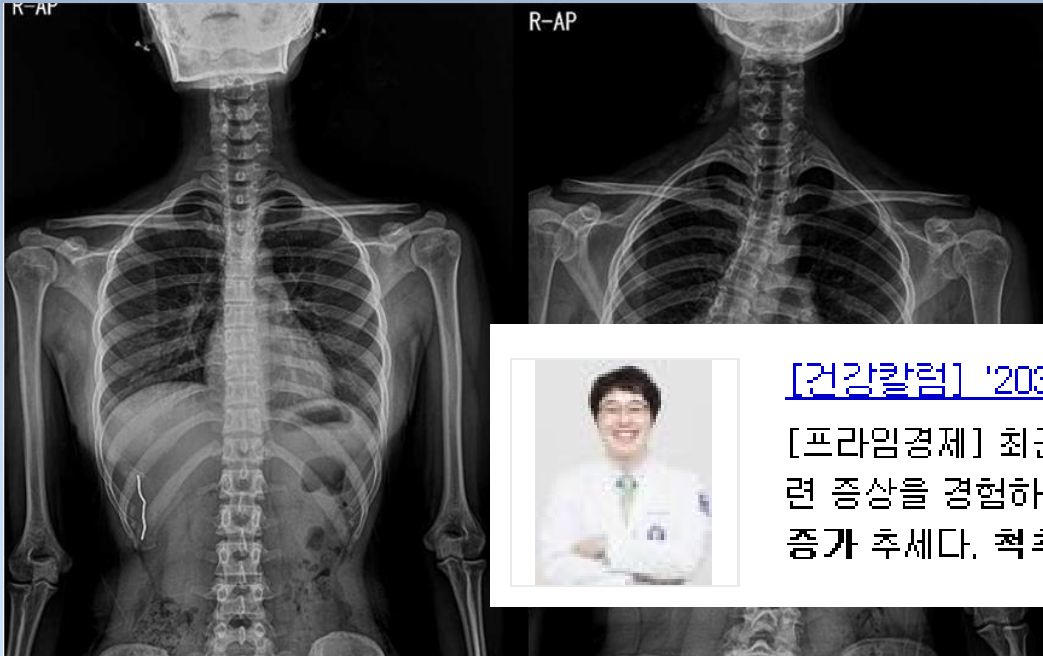 R-AP
R-AP
[건강칼럼] '203
[프라임경제] 최근
련 증상을 경험하
증가 추세다. 척추